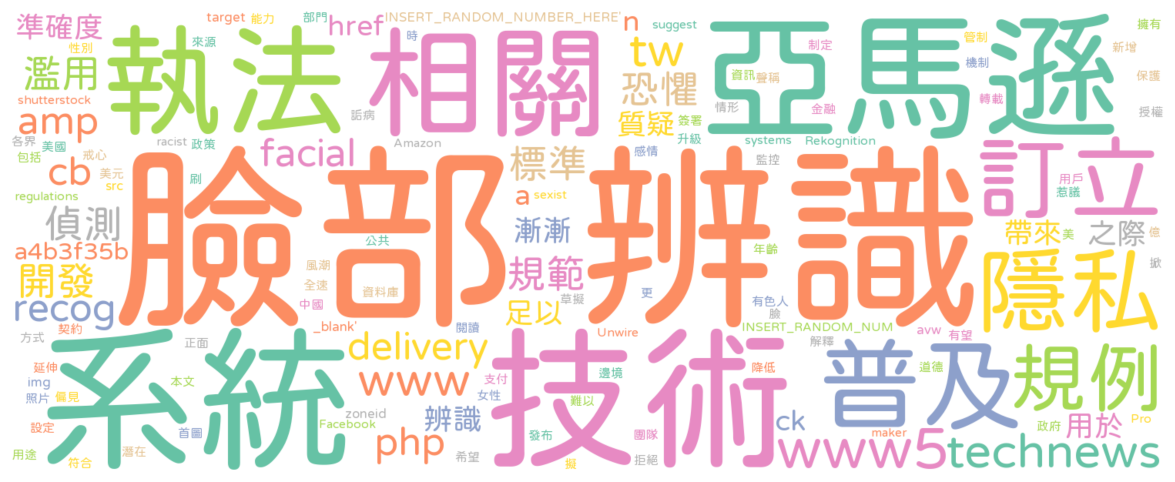 準確度
性別
濫用
shutterstock
amp
執法
來源
target
能力
部門
href
INSERT_RANDOM_NUMBER_HERE'
時
相關
詬病
Amazon
n
suggest
tw
恐懼
質疑
簽署
升級
情形
資訊
聲稱
制定
金融
systems
Rekognition
亞馬遜
管制
機制
轉載
擁有
新增
保護
授權
各界
美國
包括
戒心
美元
src
cb
regulations
racist
政策
刷
facial
標準
a
sexist
感情
監控
訂立
用戶
惹議
偵測
a4b3f35b
開發
recog
契約
臉部辨識
公共
風潮
全速
資料庫
中國
_blank'
閱讀
漸漸
規範
草擬
足以
更
Unwire
年齡
有色人
臉
INSERT_RANDOM_NUM
解釋
avw
有望
帶來
美
之際
億
隱私
方式
正面
延伸
img
照片
偏見
本文
設定
用途
符合
潛在
首圖
系統
delivery
www
zoneid
Facebook
php
辨識
希望
支付
女性
技術
邊境
難以
發布
擬
團隊
拒絕
降低
ck
普及
道德
maker
www5
規例
政府
用於
Pro
technews